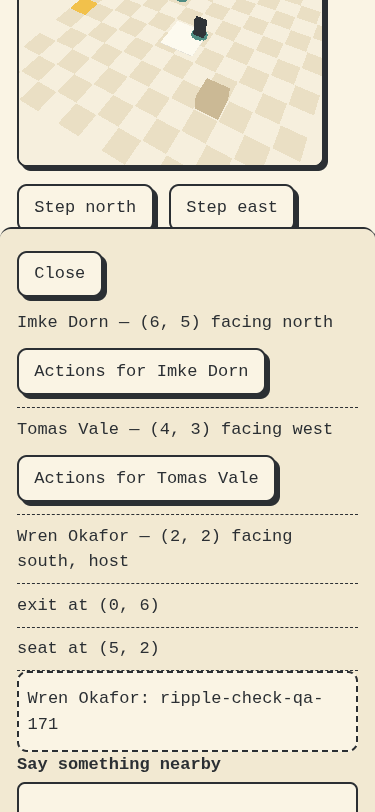 Step north
Step east
Close
Imke Dorn — (6, 5) facing north
Actions for Imke Dorn
Tomas Vale — (4, 3) facing west
Actions for Tomas Vale
Wren Okafor — (2, 2) facing
south, host
exit at (0, 6)
seat at (5, 2)
Wren Okafor: ripple-check-qa-
171
Say something nearby